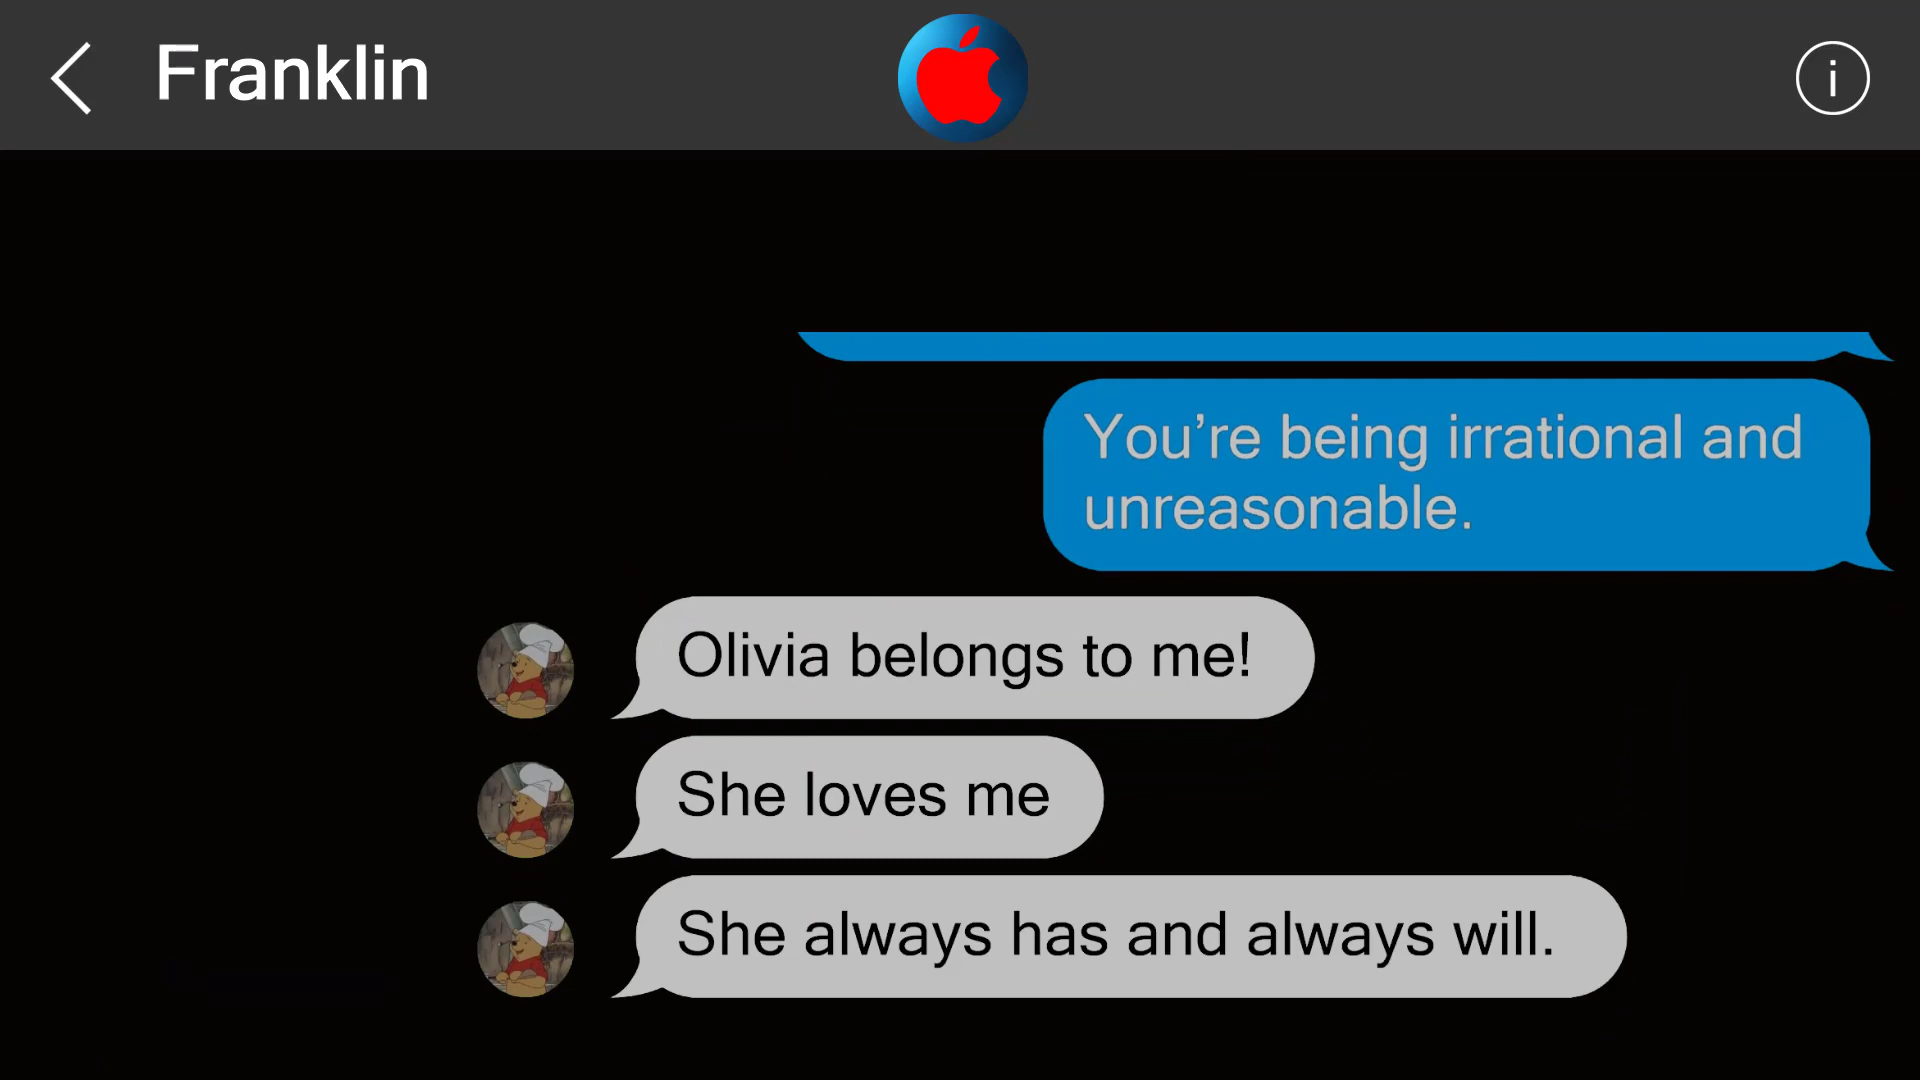 Franklin
i
You’re being irrational and
unreasonable.
Olivia belongs to me!
She loves me
She always has and always will.